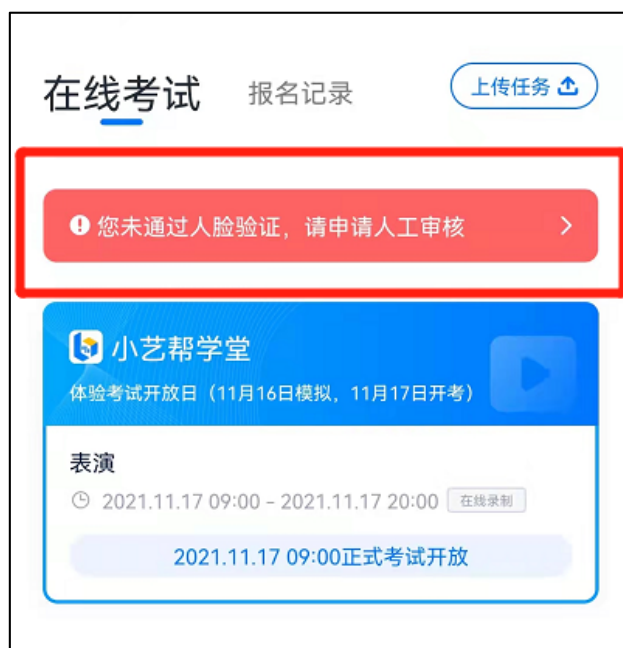 在线考试 报名记录 上传任务
您未通过人脸验证，请申请人工审核
小艺帮学堂
体验考试开放日（11月16日模拟，11月17日开考）
表演
2021.11.17 09:00 - 2021.11.17 20:00 在线录制
2021.11.17 09:00正式考试开放